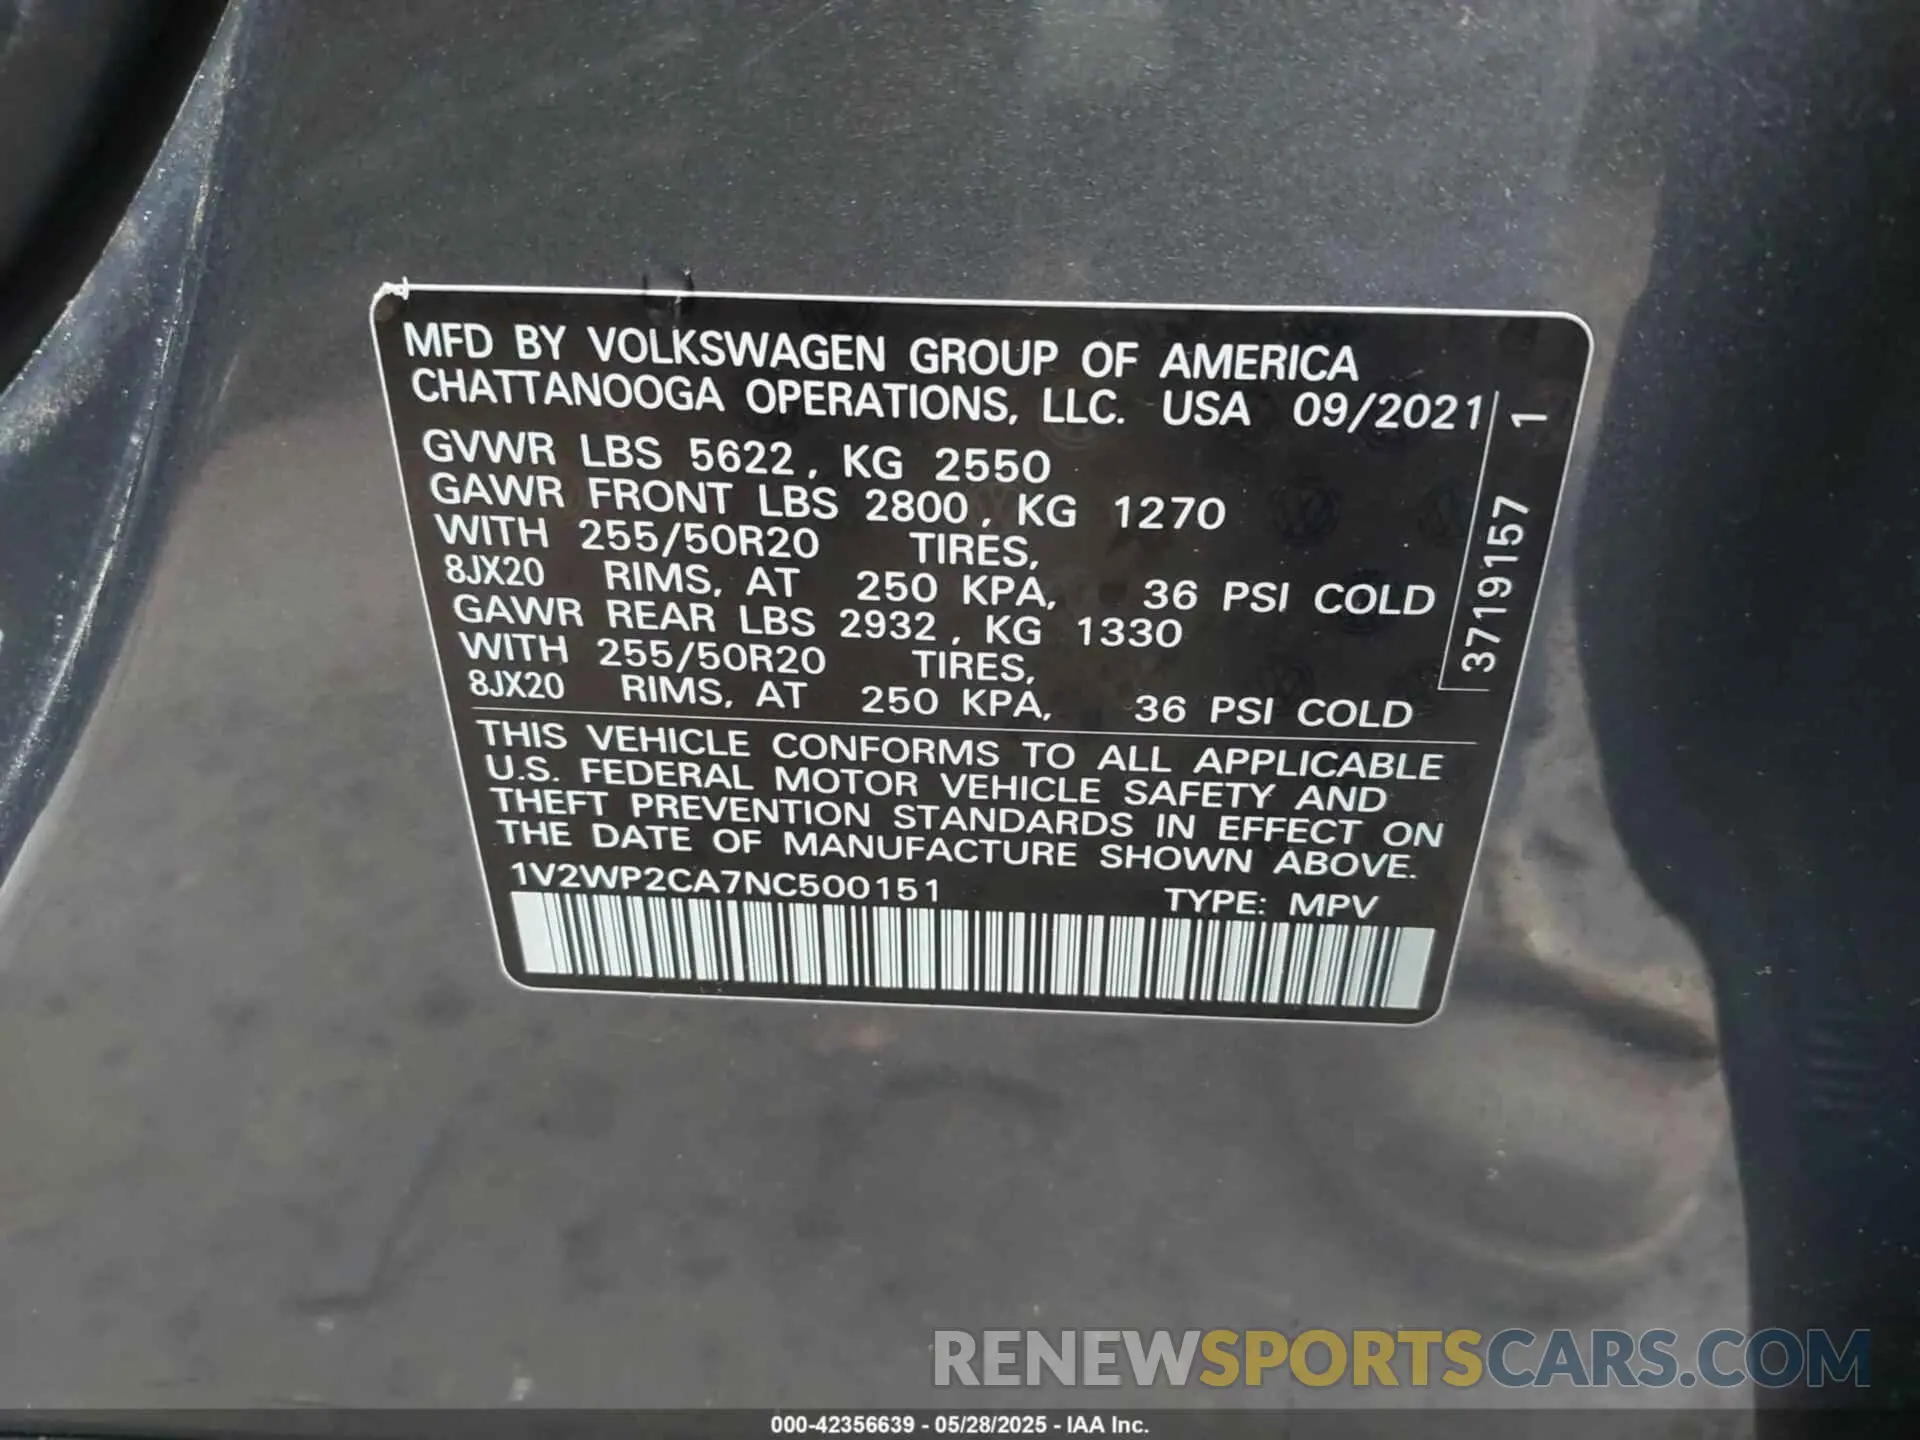 MFD BY VOLKSWAGEN GROUP OF AMERICA
CHATTANOOGA OPERATIONS, LLC. USA 09/2021
GVWR LBS 5622, KG 2550
GAWR FRONT LBS 2800, KG 1270
WITH 255/50R20 TIRES,
8JX20 RIMS, AT 250 KPA, 36 PSI COLD
GAWR REAR LBS 2932, KG 1330
WITH 255/50R20 TIRES,
8JX20 RIMS, AT 250 KPA, 36 PSI COLD
3719157 1
THIS VEHICLE CONFORMS TO ALL APPLICABLE
U.S. FEDERAL MOTOR VEHICLE SAFETY AND
THEFT PREVENTION STANDARDS IN EFFECT ON
THE DATE OF MANUFACTURE SHOWN ABOVE.
1V2WP2CA7NC500151 TYPE: MPV
RENEWSPORTSCARS.COM
000-42356639 - 05/28/2025 - IAA Inc.